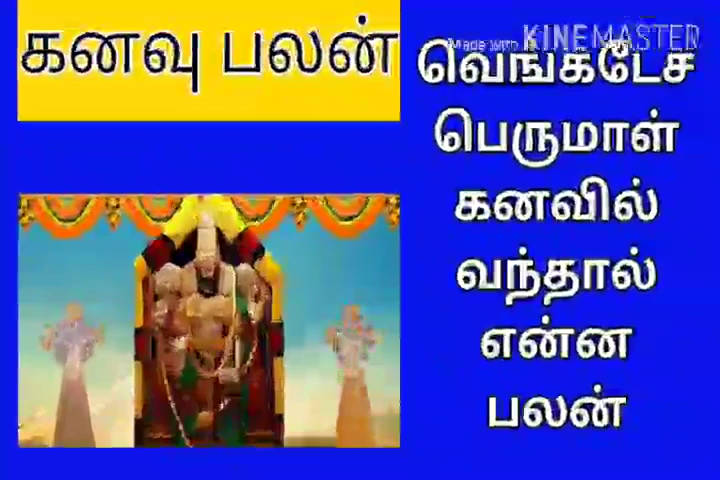 கனவு பலன்
Made with KINEMASTER
வெங்கடேச
பெருமாள்
கனவில்
வந்தால்
என்ன
பலன்